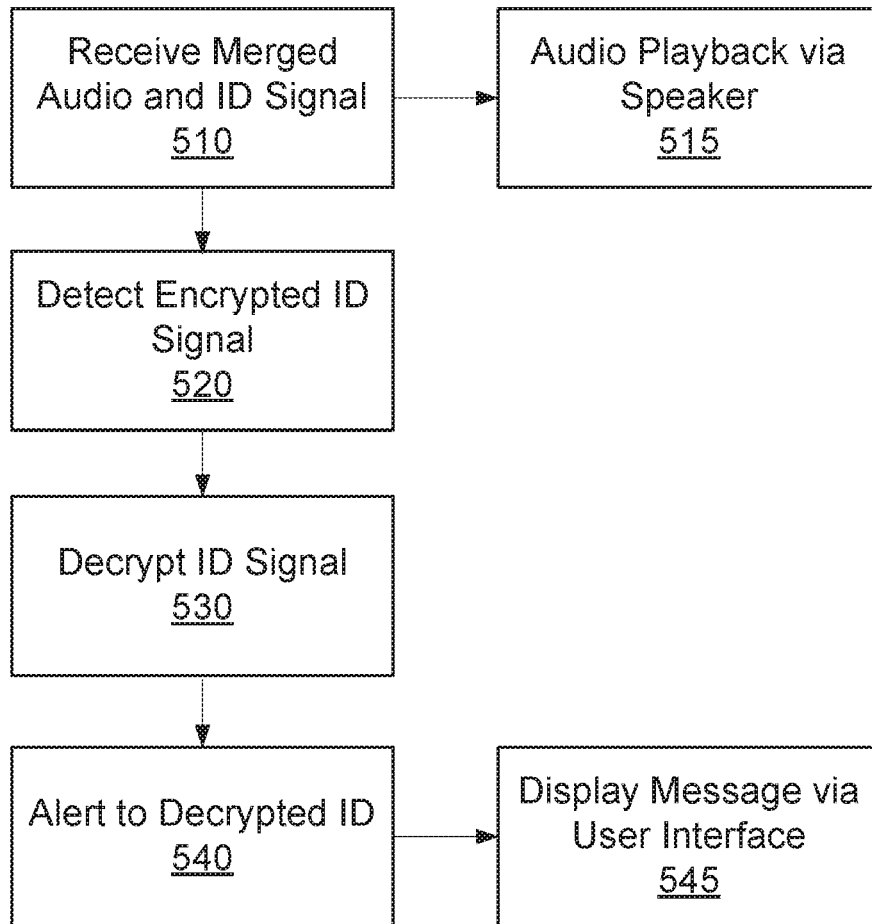 Receive Merged
Audio and ID Signal
510
Audio Playback via
Speaker
515
Detect Encrypted ID
Signal
520
Decrypt ID Signal
530
Alert to Decrypted ID
540
Display Message via
User Interface
545